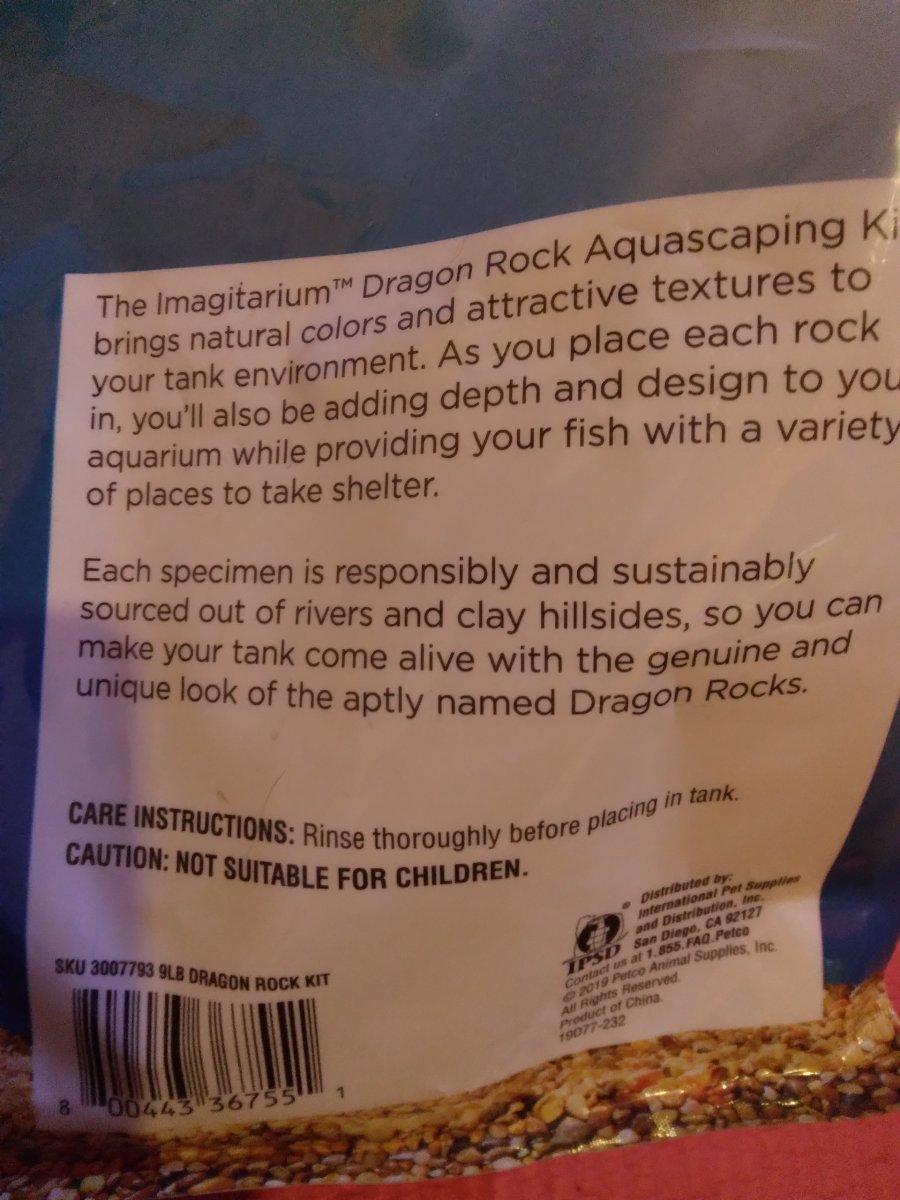 The Imagitarium™ Dragon Rock Aquascaping Ki
brings natural colors and attractive textures to
your tank environment. As you place each rock
in, you'll also be adding depth and design to you
aquarium while providing your fish with a variety
of places to take shelter.
Each specimen is responsibly and sustainably
sourced out of rivers and clay hillsides, so you can
make your tank come alive with the genuine and
unique look of the aptly named Dragon Rocks.
CARE INSTRUCTIONS: Rinse thoroughly before placing in tank.
CAUTION: NOT SUITABLE FOR CHILDREN.
SKU 3007793 9LB DRAGON ROCK KIT
8 00443 36755 1
IPSD ®
Distributed by:
International Pet Supplies
and Distribution, Inc.
San Diego, CA 92127
Contact us at 1.855.FAQ.Petco
© 2019 Petco Animal Supplies, Inc.
All Rights Reserved.
Product of China.
19D77-232